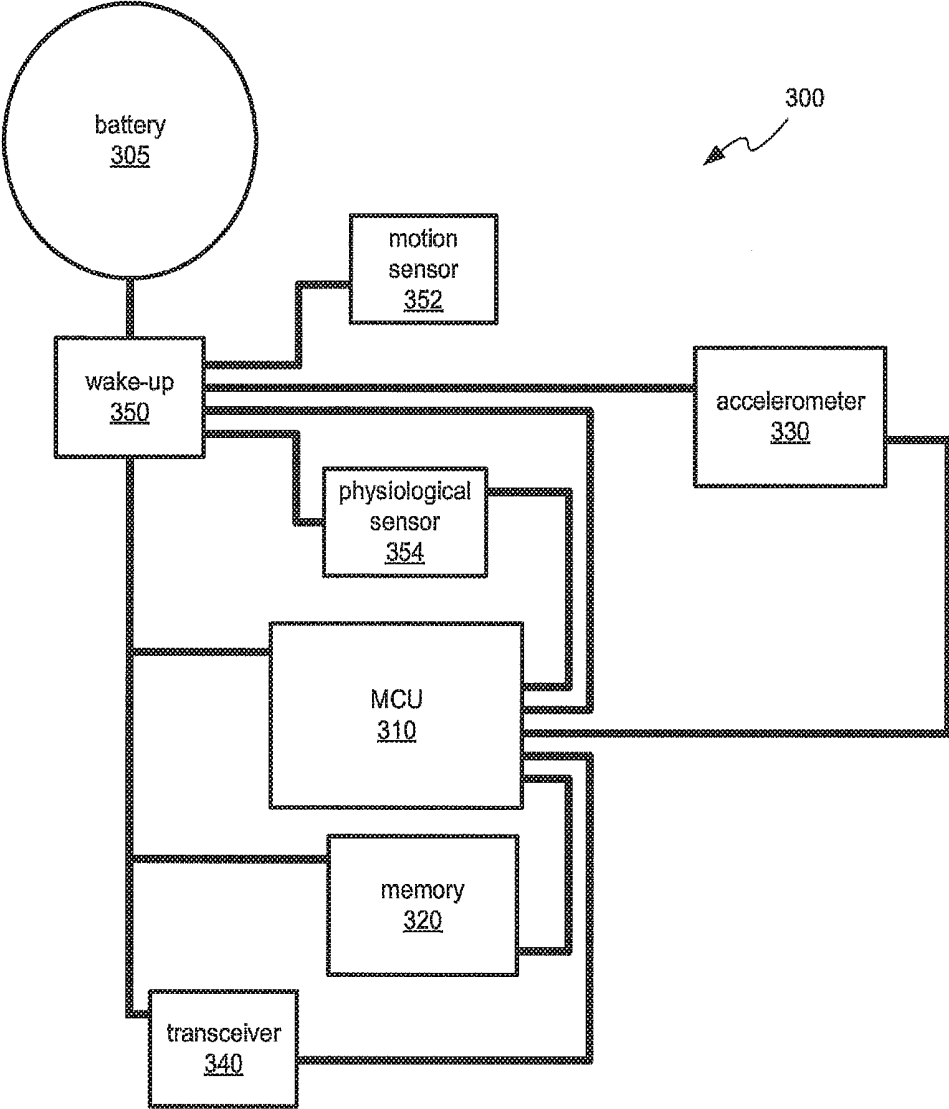 battery
305
300
motion
sensor
352
wake-up
350
accelerometer
330
physiological
sensor
354
MCU
310
memory
320
transceiver
340